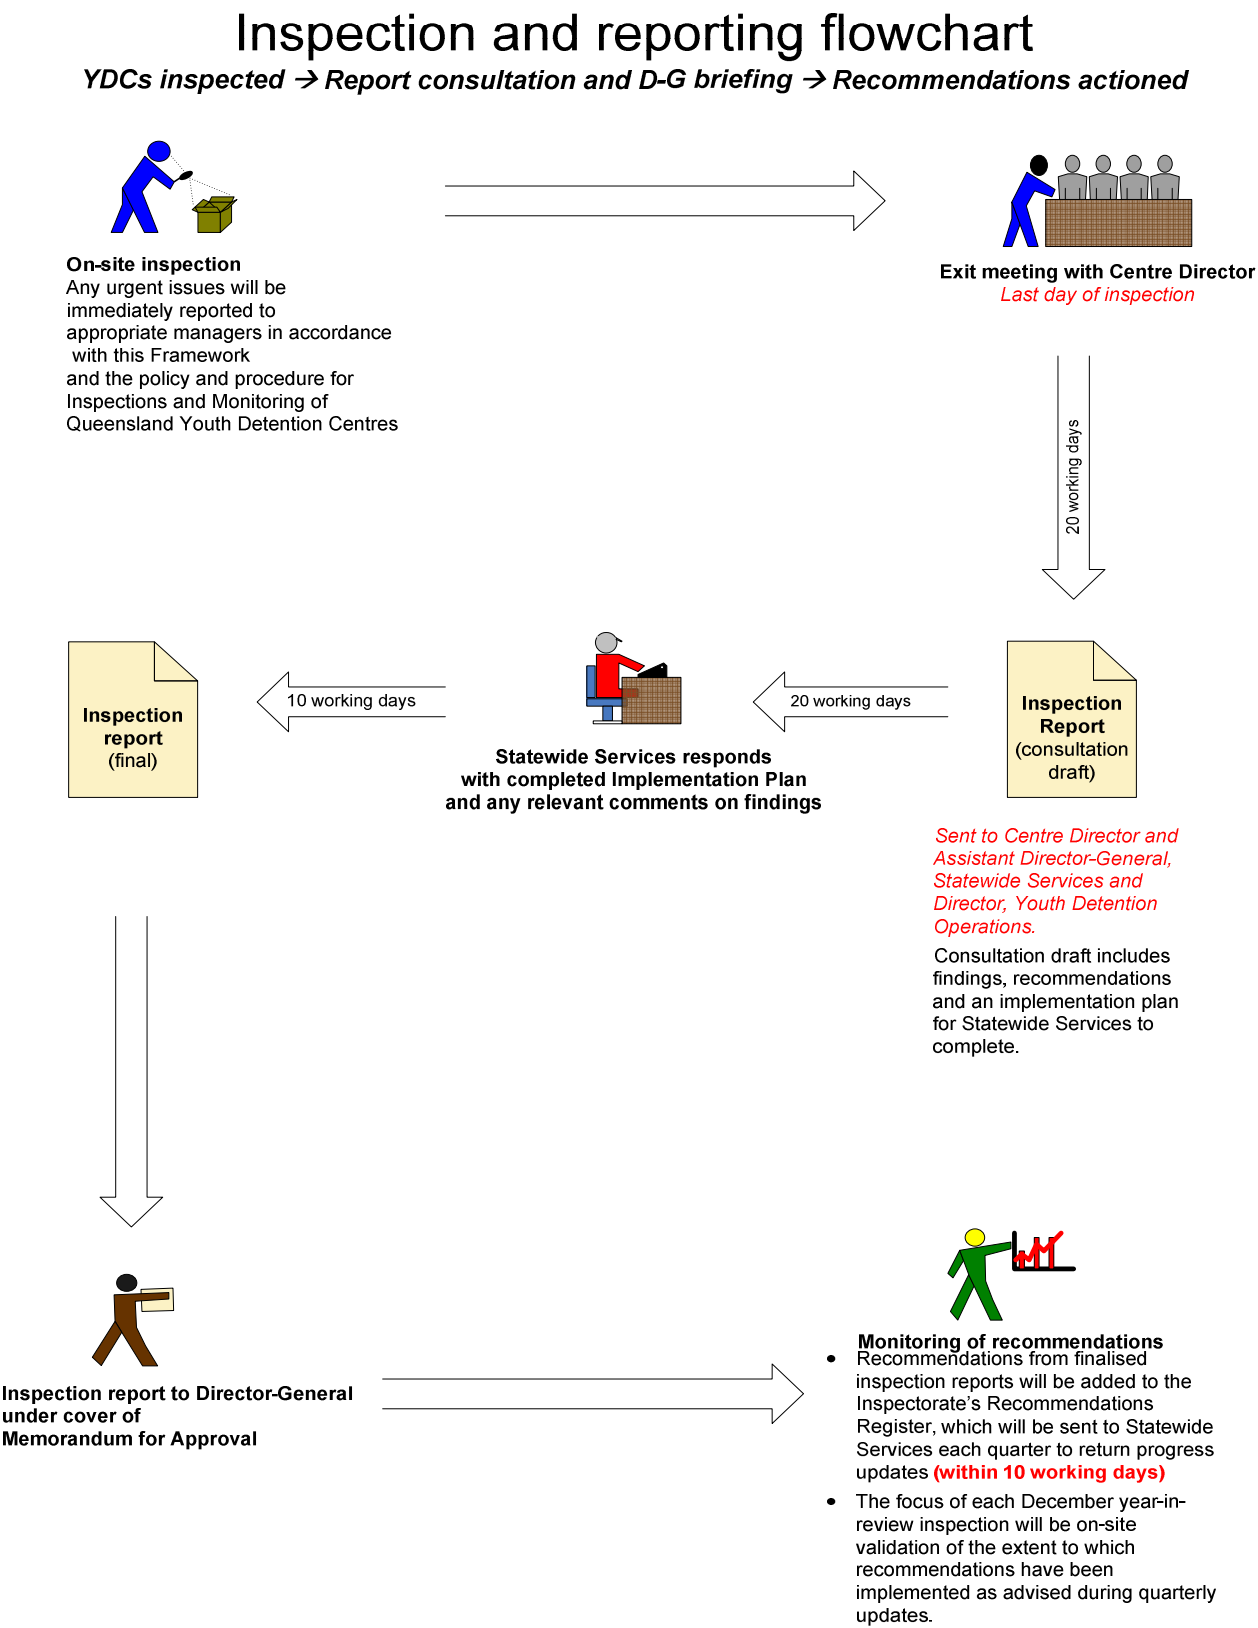 Inspection and reporting flowchart
YDCs inspected → Report consultation and D-G briefing → Recommendations actioned
On-site inspection
Any urgent issues will be
immediately reported to
appropriate managers in accordance
with this Framework
and the policy and procedure for
Inspections and Monitoring of
Queensland Youth Detention Centres
Exit meeting with Centre Director
Last day of inspection
20 working days
Inspection
Report
(consultation
draft)
Sent to Centre Director and
Assistant Director-General,
Statewide Services and
Director, Youth Detention
Operations.
Consultation draft includes
findings, recommendations
and an implementation plan
for Statewide Services to
complete.
20 working days
Statewide Services responds
with completed Implementation Plan
and any relevant comments on findings
10 working days
Inspection
report
(final)
Inspection report to Director-General
under cover of
Memorandum for Approval
Monitoring of recommendations
• Recommendations from finalised
inspection reports will be added to the
Inspectorate’s Recommendations
Register, which will be sent to Statewide
Services each quarter to return progress
updates (within 10 working days)
• The focus of each December year-in-
review inspection will be on-site
validation of the extent to which
recommendations have been
implemented as advised during quarterly
updates.